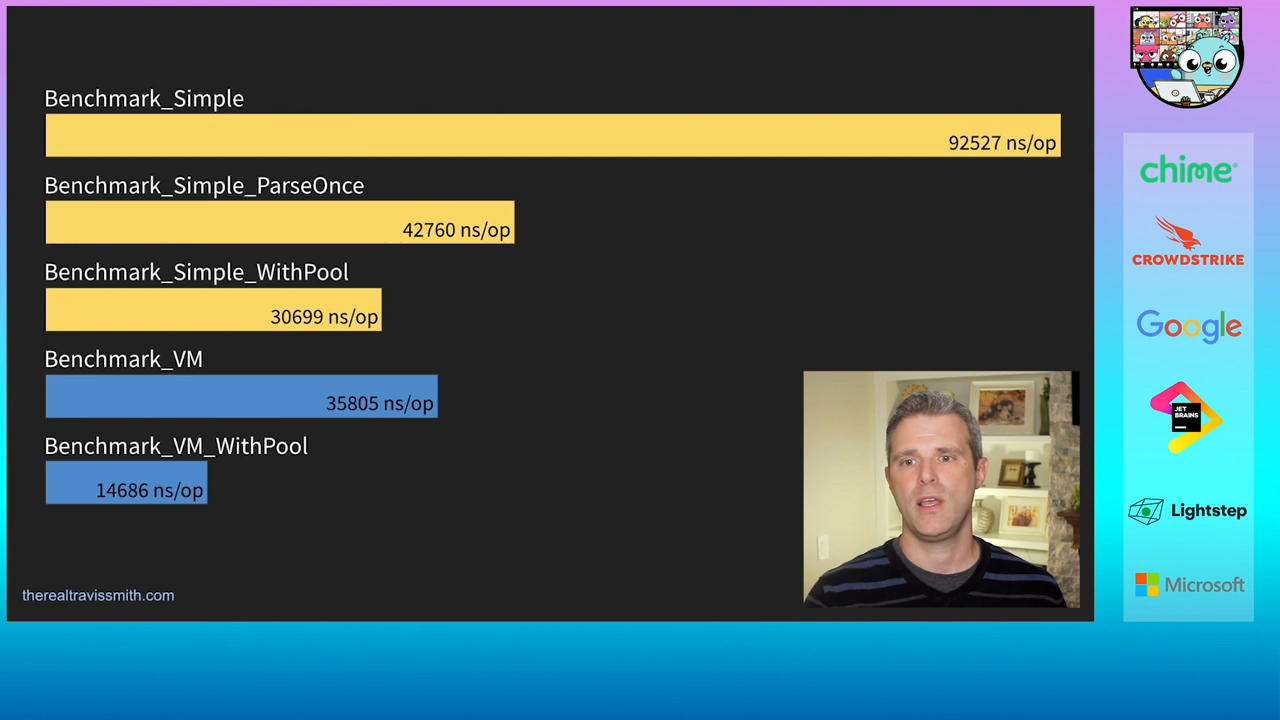 Benchmark_Simple
92527 ns/op
Benchmark_Simple_ParseOnce
42760 ns/op
Benchmark_Simple_WithPool
30699 ns/op
Benchmark_VM
35805 ns/op
Benchmark_VM_WithPool
14686 ns/op
therealtravissmith.com
chime®
CROWDSTRIKE
Google
JET
BRAINS
Lightstep
Microsoft